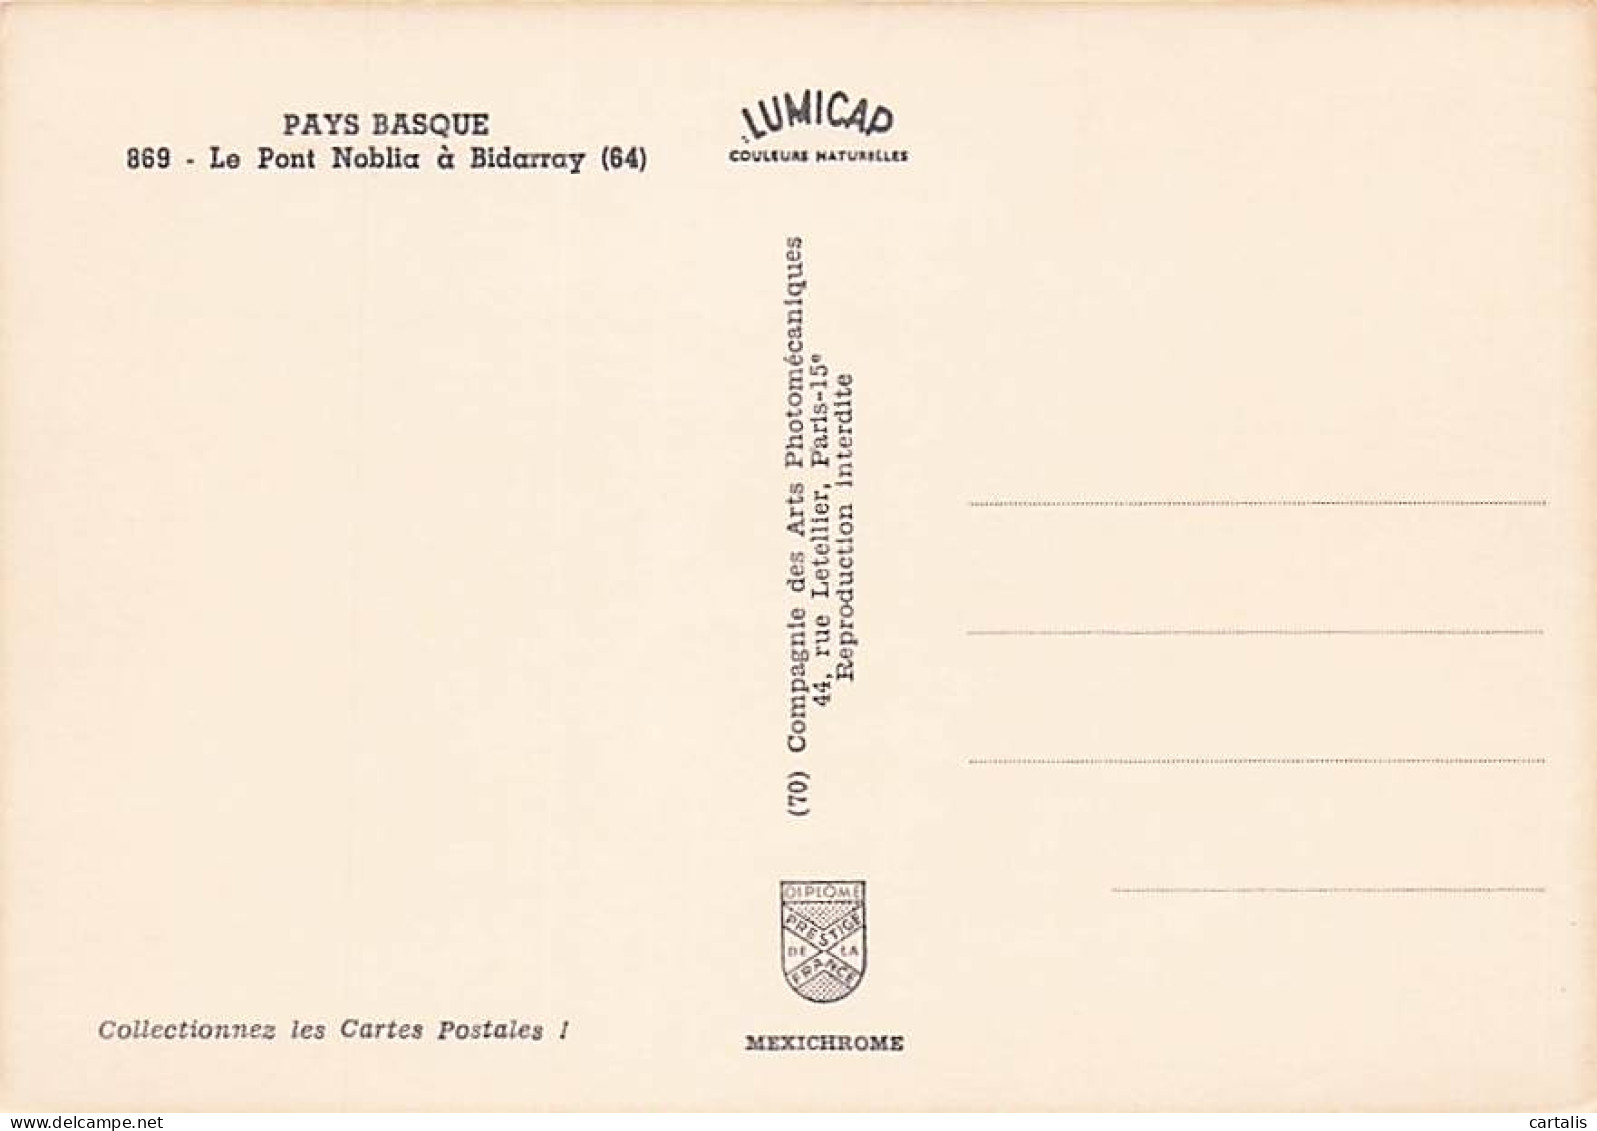 PAYS BASQUE
869 - Le Pont Noblia à Bidarray (64)
LUMICAP
COULEURS NATURELLES
(70) Compagnie des Arts Photomécaniques
44, rue Letellier, Paris-15e
Reproduction interdite
DIPLÔME
PRESTIGE
DE LA
FRANCE
MEXICHROME
Collectionnez les Cartes Postales !
cartalis